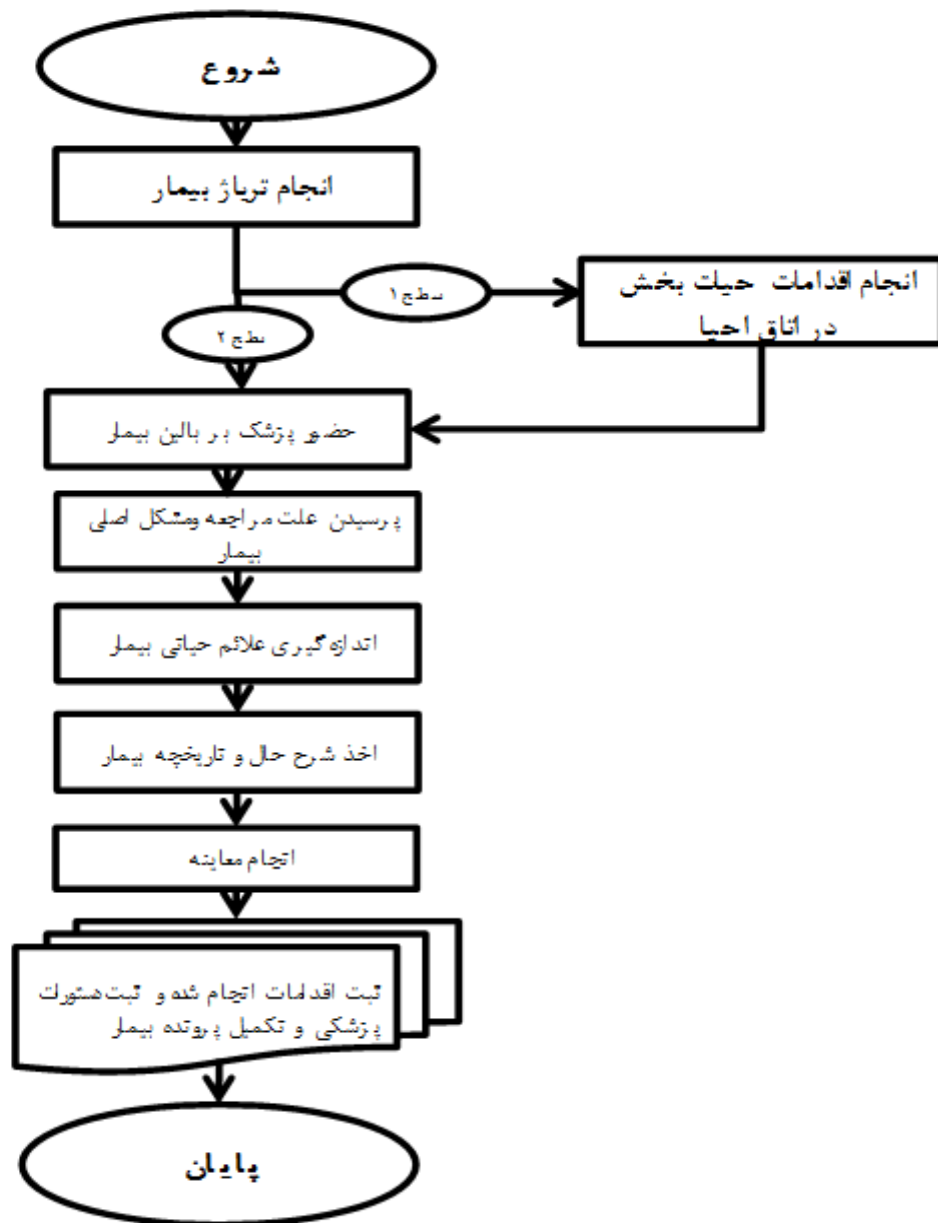 شروع
انجام تریاژ بیمار
سطح ۱
انجام اقدامات حیات بخش
در اتاق احیا
سطح ۲
حضور پزشک بر بالین بیمار
پرسیدن علت مراجعه ومشکل اصلی
بیمار
اندازه گیری علائم حیاتی بیمار
اخذ شرح حال و تاریخچه بیمار
انجام معاینه
ثبت اقدامات انجام شده و ثبت دستورات
پزشکی و تکمیل پرونده بیمار
پایان